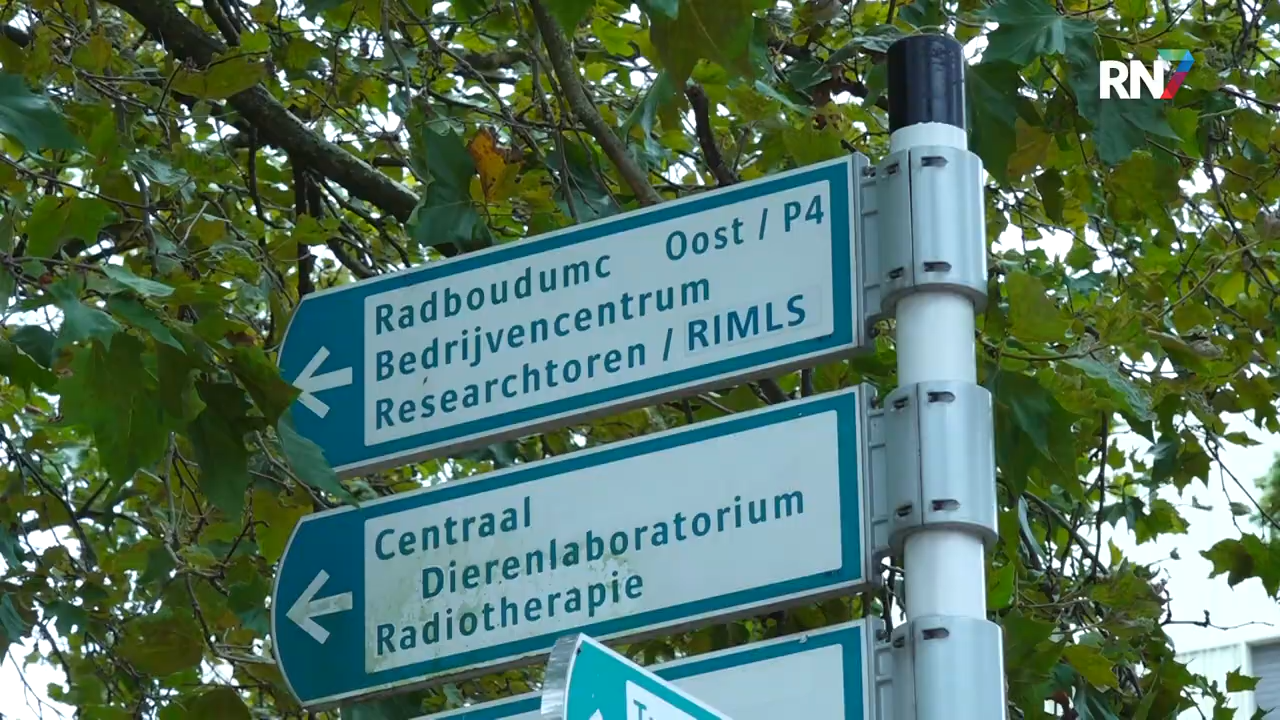 RN7
Radboudumc Oost / P4
Bedrijvencentrum
Researchtoren / RIMLS
Centraal
Dierenlaboratorium
Radiotherapie